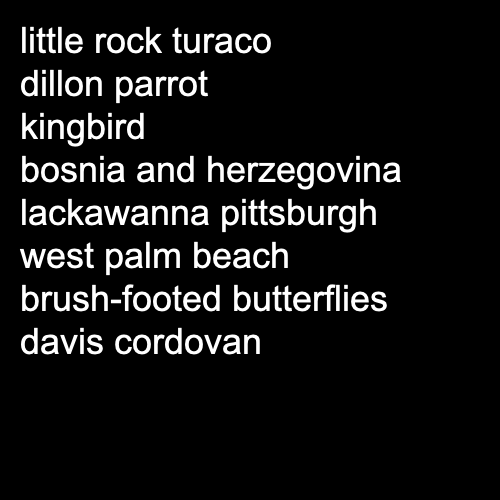 little rock turaco
dillon parrot
kingbird
bosnia and herzegovina
lackawanna pittsburgh
west palm beach
brush-footed butterflies
davis cordovan